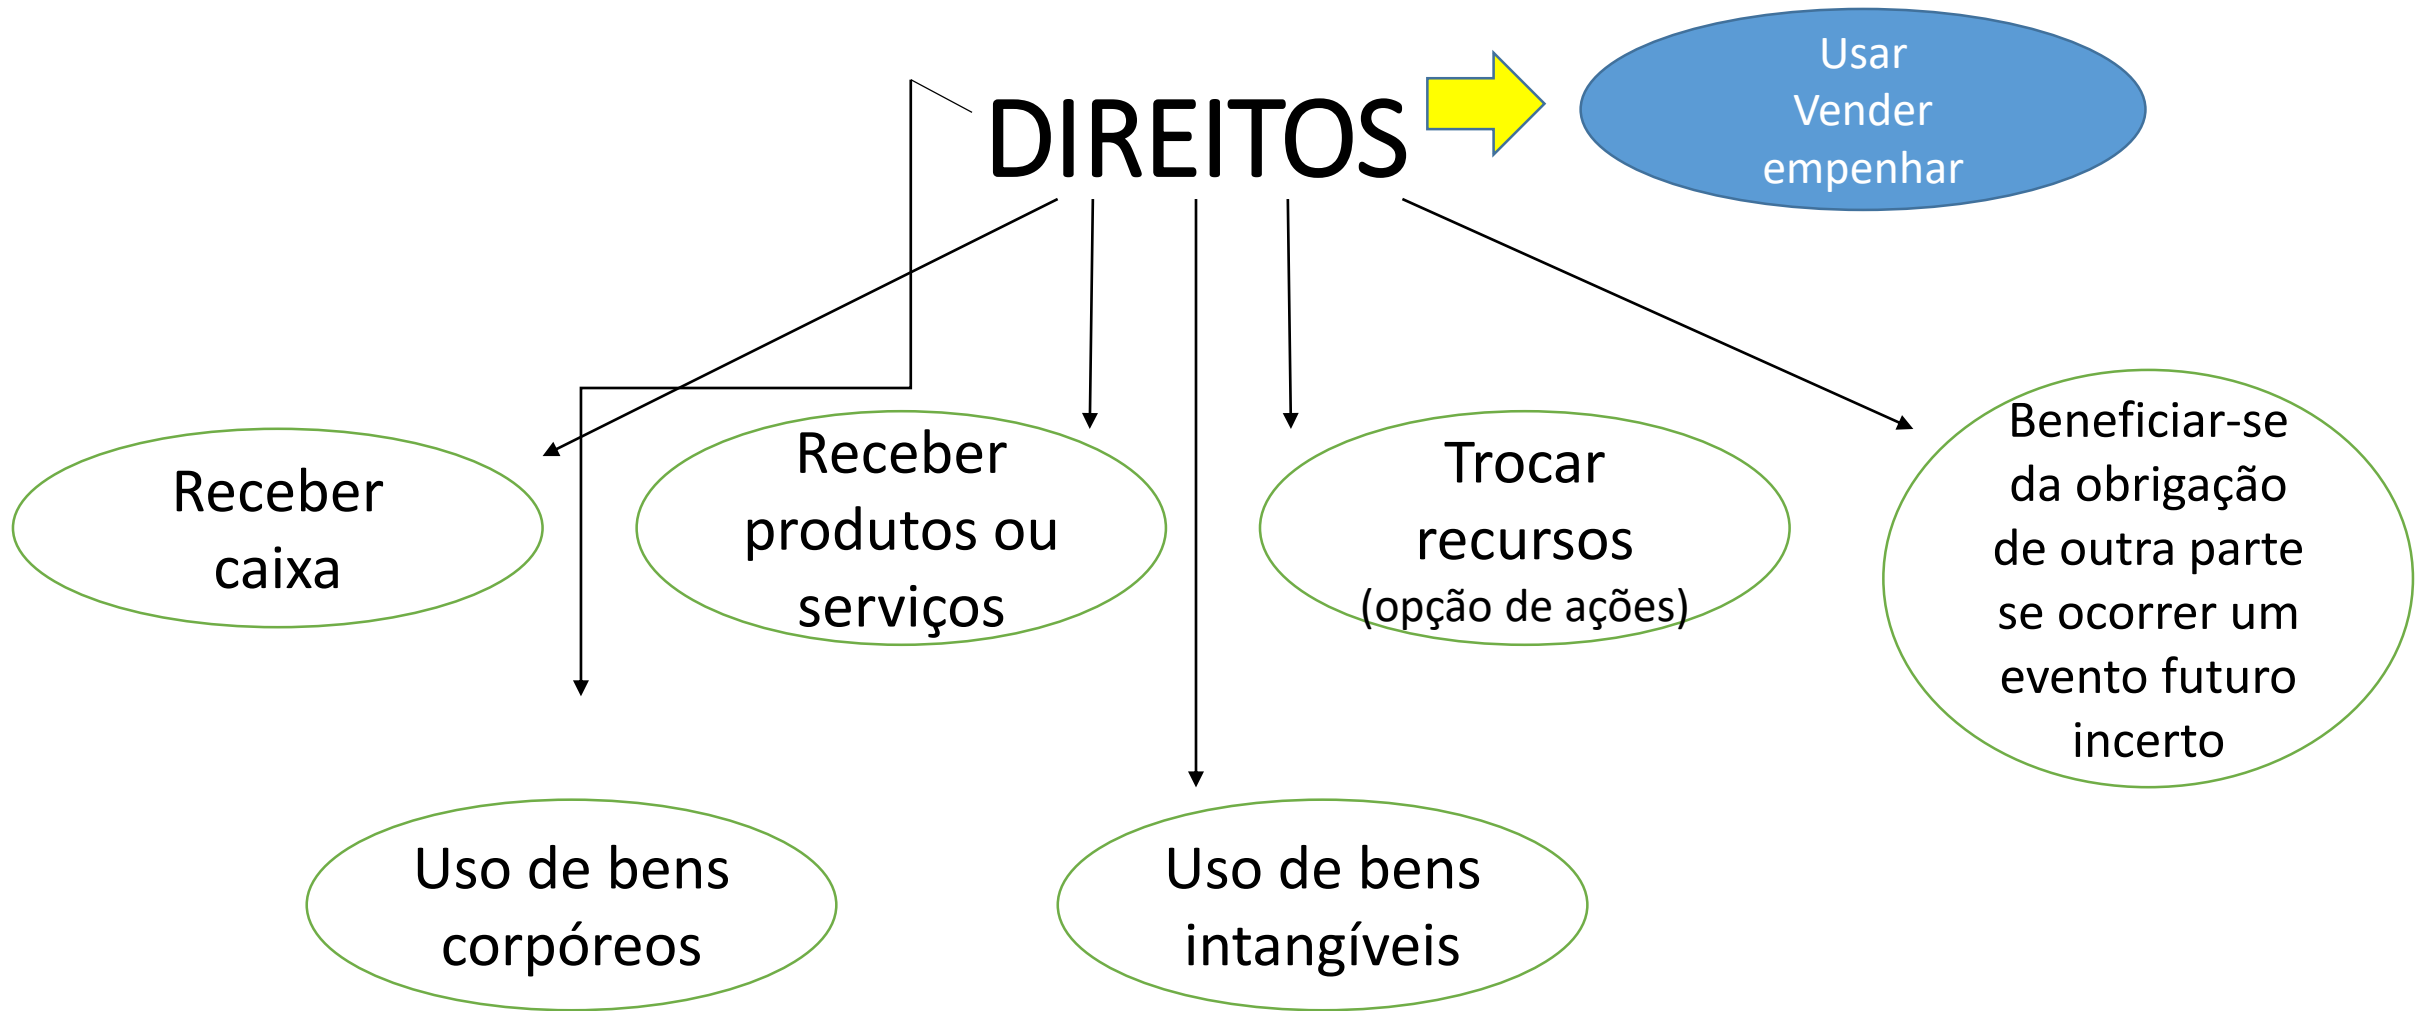 DIREITOS
Usar
Vender
empenhar
Receber
caixa
Receber
produtos ou
serviços
Trocar
recursos
(opção de ações)
Beneficiar-se
da obrigação
de outra parte
se ocorrer um
evento futuro
incerto
Uso de bens
corpóreos
Uso de bens
intangíveis